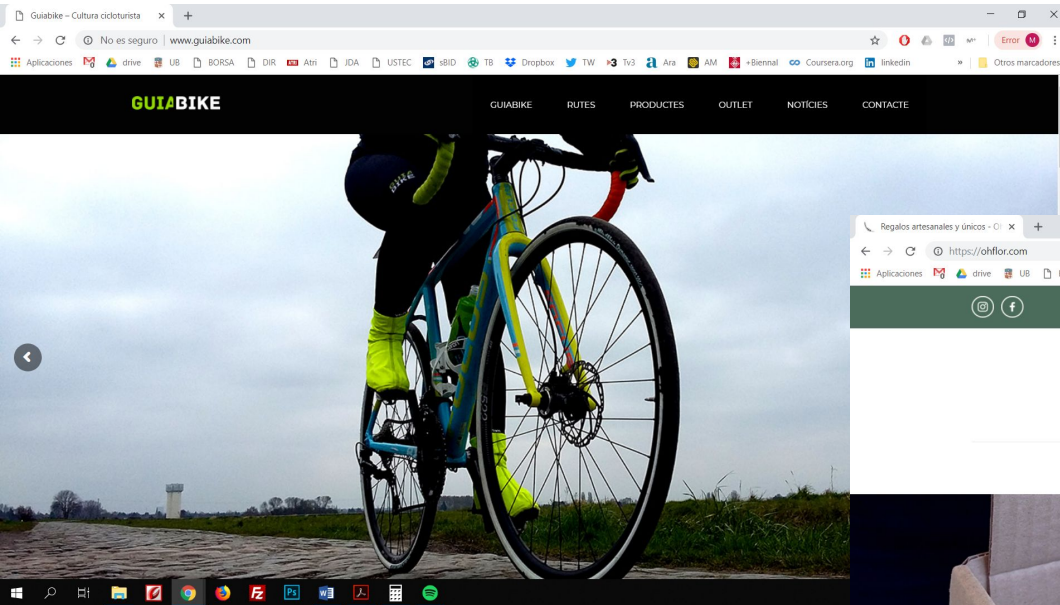 Guiabike – Cultura cicloturista
No es seguro | www.guiabike.com
Error M
Aplicaciones drive UB BORSA DIR Atri JDA USTEC sBID TB Dropbox TW Tv3 Ara AM +Biennal Coursera.org linkedin » Otros marcadores
GUIABIKE
GUIABIKE RUTES PRODUCTES OUTLET NOTÍCIES CONTACTE
Regalos artesanales y únicos - O
https://ohflor.com
Aplicaciones drive UB